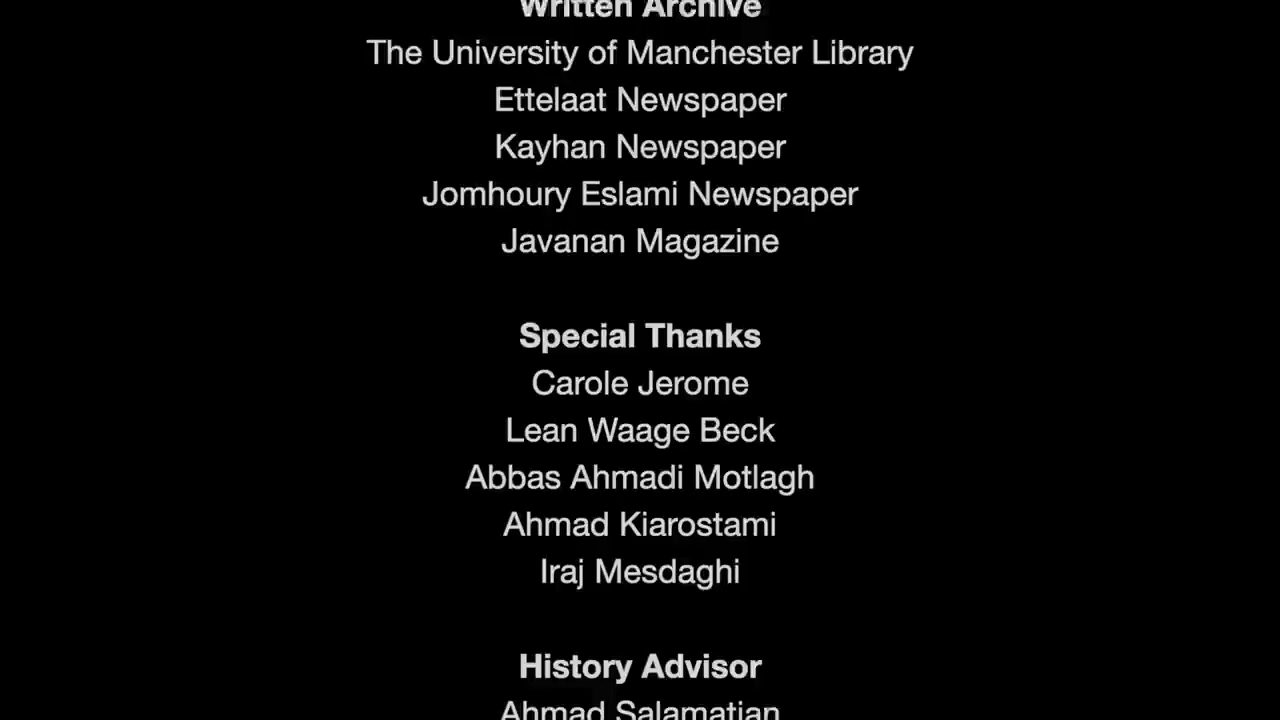 Written Archive
The University of Manchester Library
Ettelaat Newspaper
Kayhan Newspaper
Jomhoury Eslami Newspaper
Javanan Magazine
Special Thanks
Carole Jerome
Lean Waage Beck
Abbas Ahmadi Motlagh
Ahmad Kiarostami
Iraj Mesdaghi
History Advisor
Ahmad Salamatian